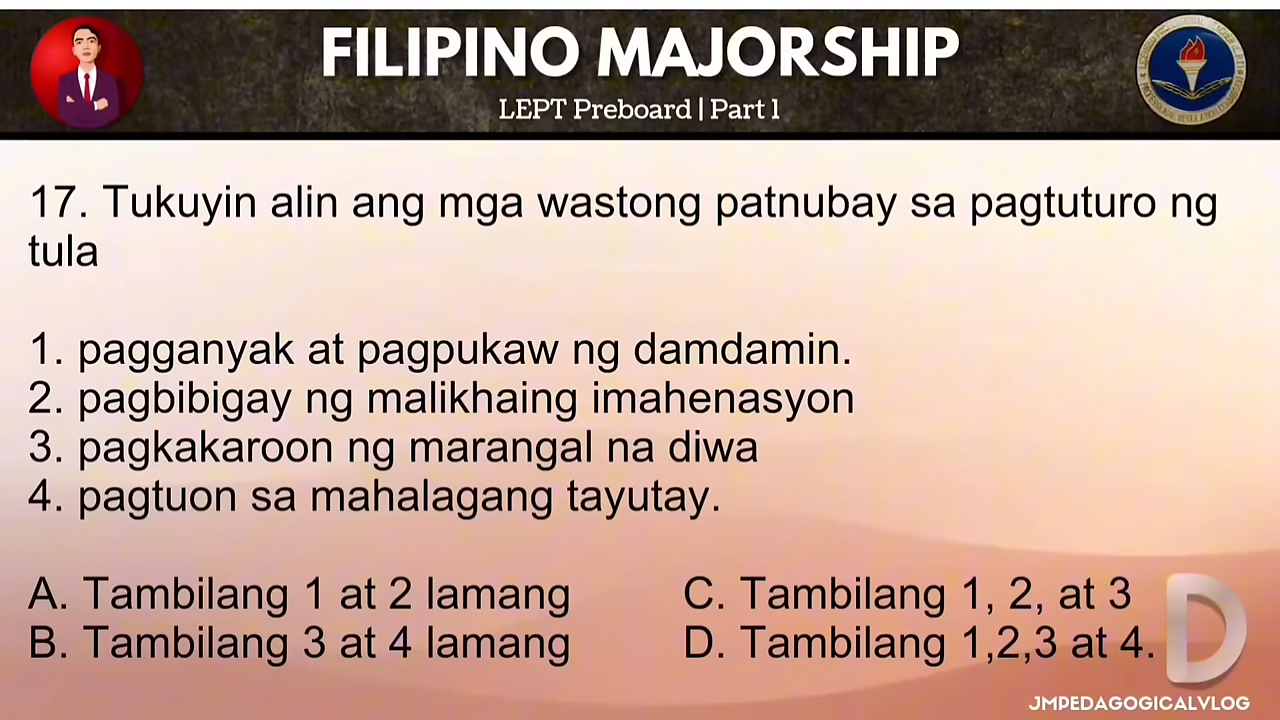 FILIPINO MAJORSHIP
LEPT Preboard | Part 1
17. Tukuyin alin ang mga wastong patnubay sa pagtuturo ng
tula
1. pagganyak at pagpukaw ng damdamin.
2. pagbibigay ng malikhaing imahenasyon
3. pagkakaroon ng marangal na diwa
4. pagtuon sa mahalagang tayutay.
A. Tambilang 1 at 2 lamang
B. Tambilang 3 at 4 lamang
C. Tambilang 1, 2, at 3
D. Tambilang 1,2,3 at 4.
D
JMPEDAGOGICALVLOG